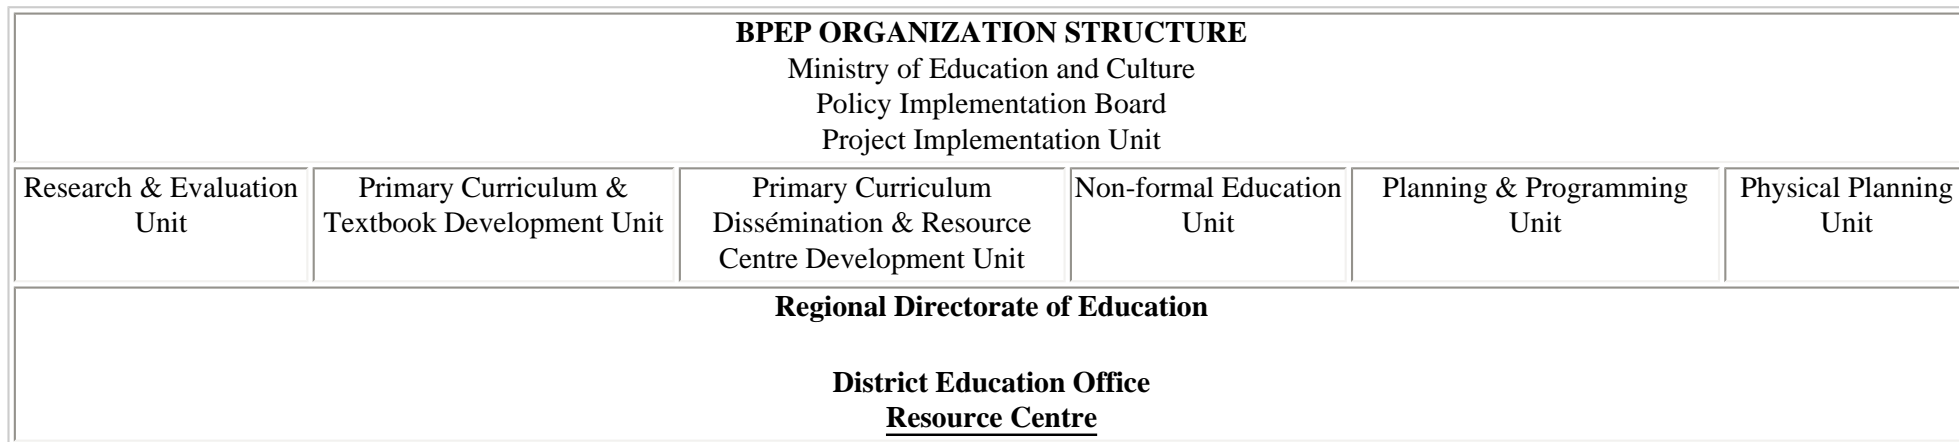 BPEP ORGANIZATION STRUCTURE
Ministry of Education and Culture
Policy Implementation Board
Project Implementation Unit
Research & Evaluation
Unit
Primary Curriculum &
Textbook Development Unit
Primary Curriculum
Dissémination & Resource
Centre Development Unit
Non-formal Education
Unit
Planning & Programming
Unit
Physical Planning
Unit
Regional Directorate of Education
District Education Office
Resource Centre